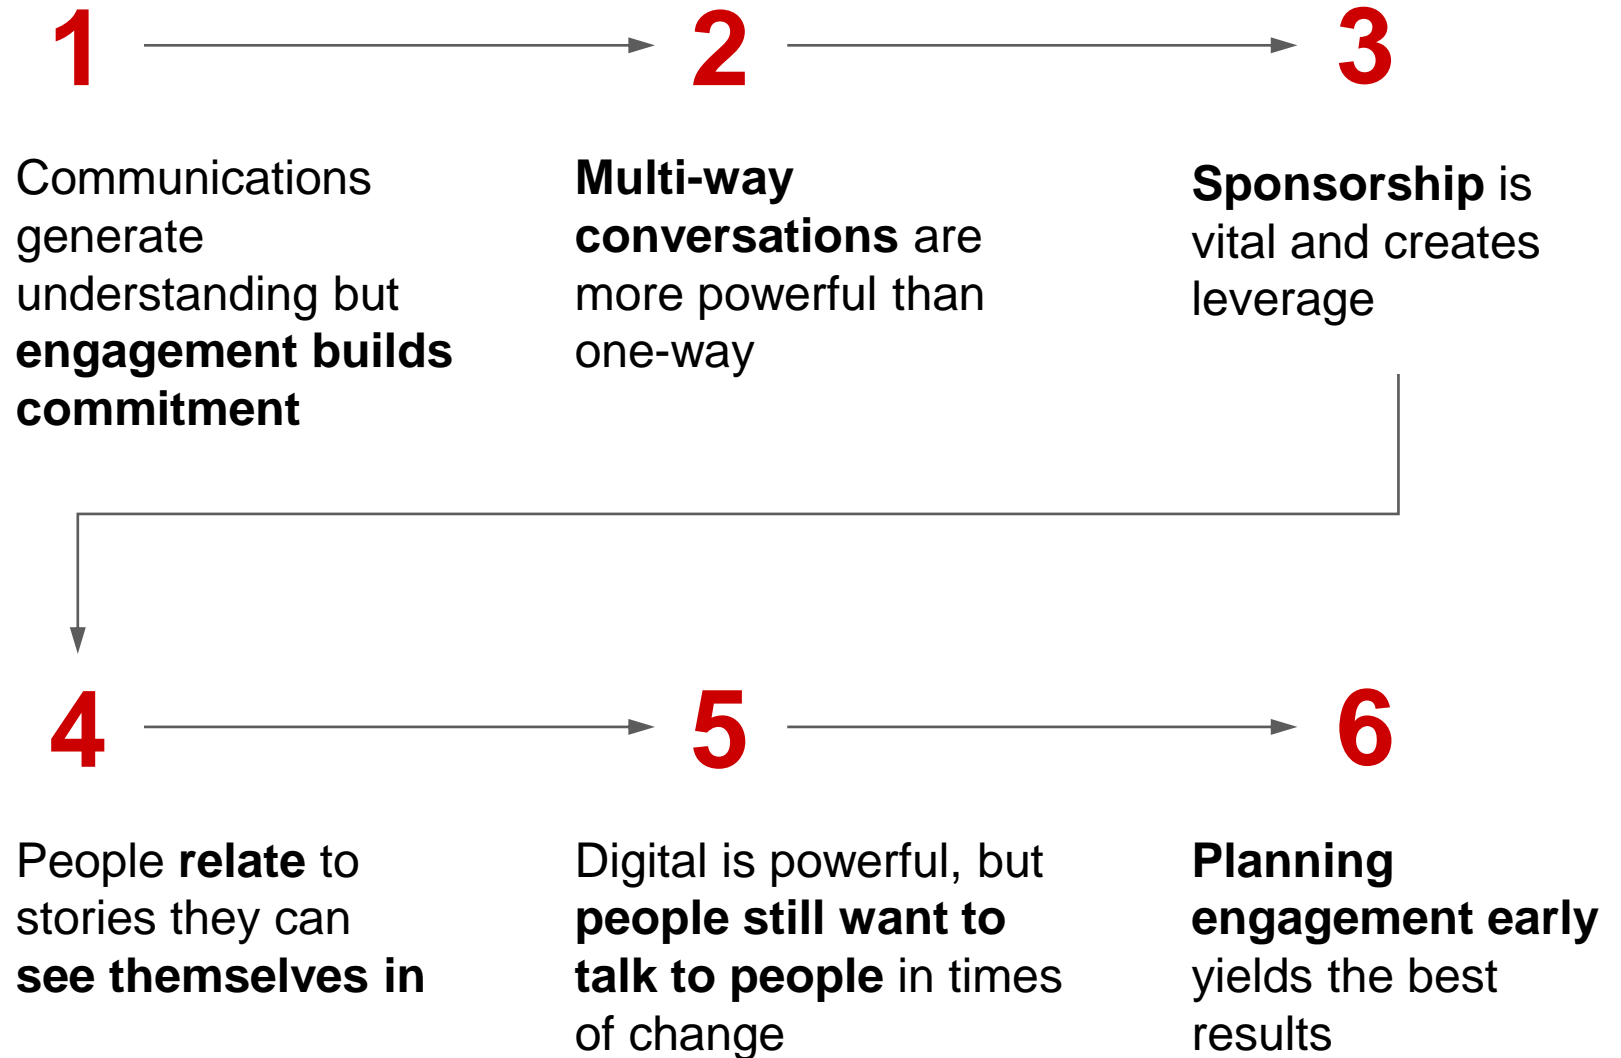 1
2
3
Communications
generate
understanding but
engagement builds
commitment
Multi-way
conversations are
more powerful than
one-way
Sponsorship is
vital and creates
leverage
4
5
6
People relate to
stories they can
see themselves in
Digital is powerful, but
people still want to
talk to people in times
of change
Planning
engagement early
yields the best
results